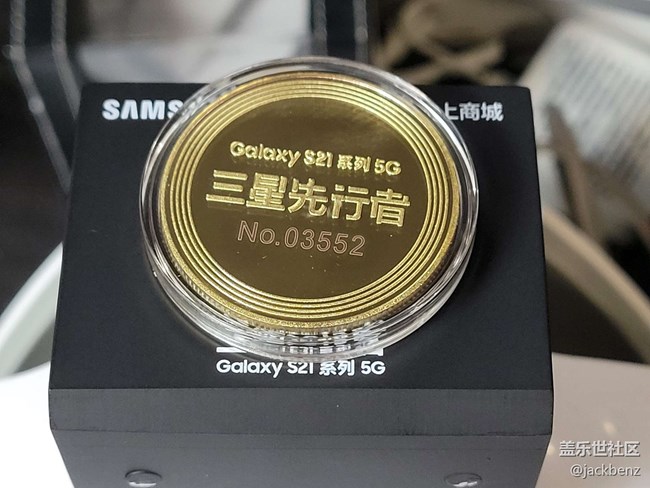 SAMS
上商城
Galaxy S21 系列 5G
三星先行者
No.03552
Galaxy S21 系列 5G
盖乐世社区
@jackbenz